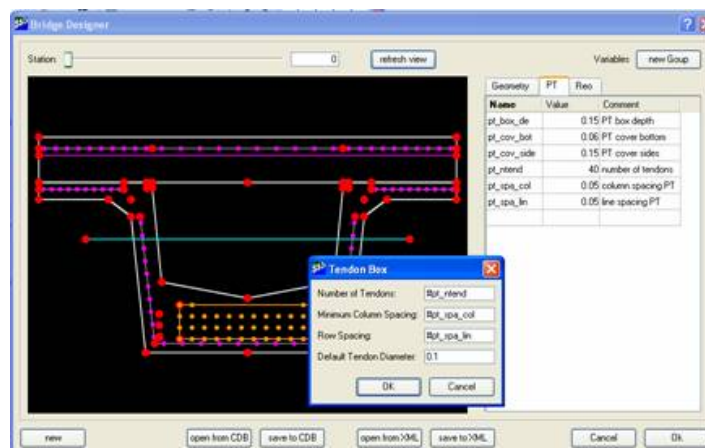 Bridge Designer
Station: 0 refresh view Variables new Goup
Geometry PT Reo
Name Value Comment
pt_box_de 0.15 PT box depth
pt_cov_bot 0.06 PT cover bottom
pt_cov_side 0.15 PT cover sides
pt_ntend 40 number of tendons
pt_spa_col 0.05 column spacing PT
pt_spa_lin 0.05 line spacing PT
Tendon Box
Number of Tendons: #pt_ntend
Minimum Column Spacing: #pt_spa_col
Row Spacing: #pt_spa_lin
Default Tendon Diameter: 0.1
OK Cancel
new open from CDB save to CDB open from XML save to XML Cancel Ok